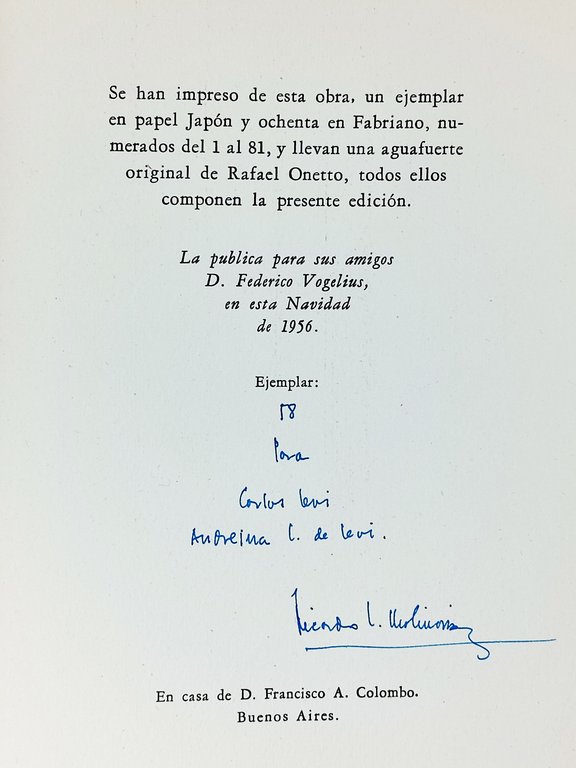 Se han impreso de esta obra, un ejemplar
en papel Japón y ochenta en Fabriano, nu-
merados del 1 al 81, y llevan una aguafuerte
original de Rafael Onetto, todos ellos
componen la presente edición.
La publica para sus amigos
D. Federico Vogelius,
en esta Navidad
de 1956.
Ejemplar:
58
Para
Carlos Levi
Andreina C. de Levi.
Ricardo E. Molinari
En casa de D. Francisco A. Colombo.
Buenos Aires.